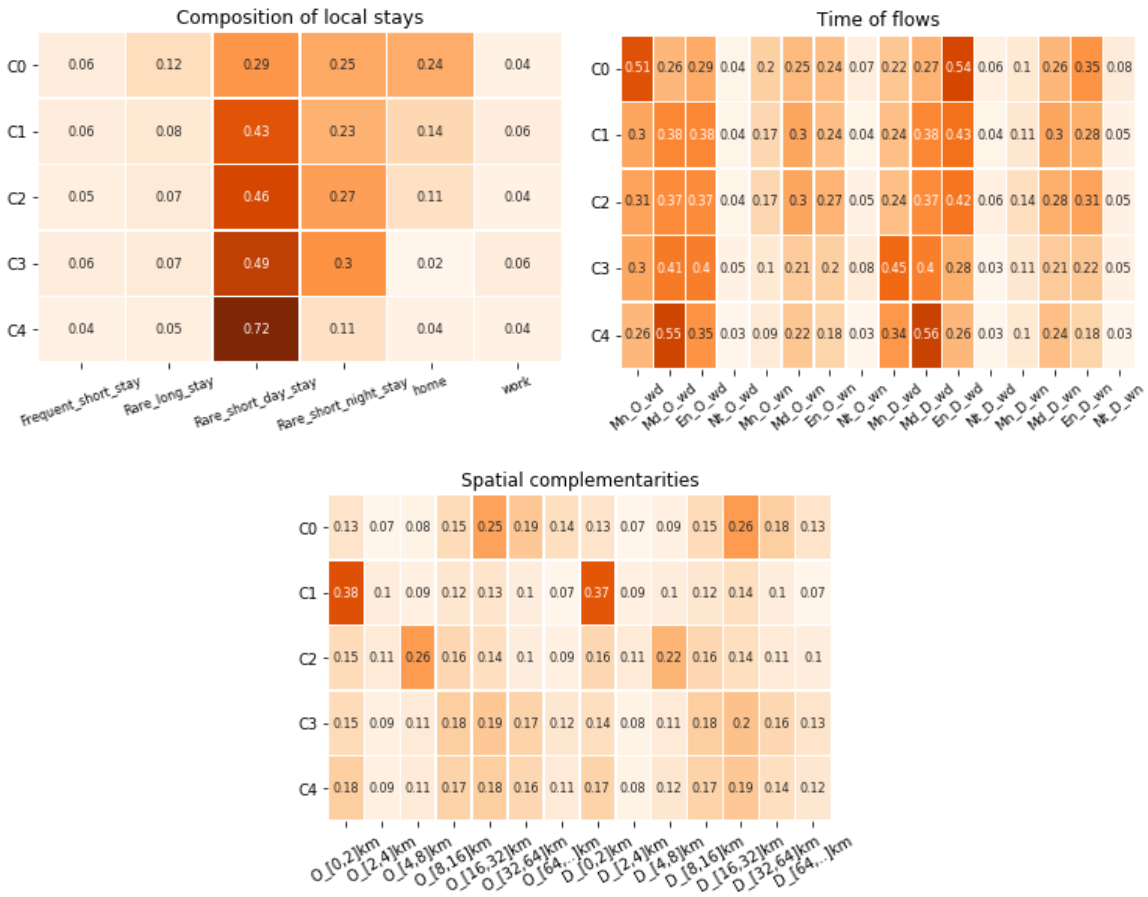 Composition of local stays
C0 0.06 0.12 0.29 0.25 0.24 0.04
C1 0.06 0.08 0.43 0.23 0.14 0.06
C2 0.05 0.07 0.46 0.27 0.11 0.04
C3 0.06 0.07 0.49 0.3 0.02 0.06
C4 0.04 0.05 0.72 0.11 0.04 0.04
Frequent_short_stay Rare_long_stay Rare_short_day_stay Rare_short_night_stay home work
Time of flows
C0 0.51 0.26 0.29 0.04 0.2 0.25 0.24 0.07 0.22 0.27 0.54 0.06 0.1 0.26 0.35 0.08
C1 0.3 0.38 0.38 0.04 0.17 0.3 0.24 0.04 0.24 0.38 0.43 0.04 0.11 0.3 0.28 0.05
C2 0.31 0.37 0.37 0.04 0.17 0.3 0.27 0.05 0.24 0.37 0.42 0.06 0.14 0.28 0.31 0.05
C3 0.3 0.41 0.4 0.05 0.1 0.21 0.2 0.08 0.45 0.4 0.28 0.03 0.11 0.21 0.22 0.05
C4 0.26 0.55 0.35 0.03 0.09 0.22 0.18 0.03 0.34 0.56 0.26 0.03 0.1 0.24 0.18 0.03
Mn_O_wd Md_O_wd En_O_wd Nt_O_wd Mn_O_wn Md_O_wn En_O_wn Nt_O_wn Mn_D_wd Md_D_wd En_D_wd Nt_D_wd Mn_D_wn Md_D_wn En_D_wn Nt_D_wn
Spatial complementarities
C0 0.13 0.07 0.08 0.15 0.25 0.19 0.14 0.13 0.07 0.09 0.15 0.26 0.18 0.13
C1 0.38 0.1 0.09 0.12 0.13 0.1 0.07 0.37 0.09 0.1 0.12 0.14 0.1 0.07
C2 0.15 0.11 0.26 0.16 0.14 0.1 0.09 0.16 0.11 0.22 0.16 0.14 0.11 0.1
C3 0.15 0.09 0.11 0.18 0.19 0.17 0.12 0.14 0.08 0.11 0.18 0.2 0.16 0.13
C4 0.18 0.09 0.11 0.17 0.18 0.16 0.11 0.17 0.08 0.12 0.17 0.19 0.14 0.12
O_[0,2]km O_[2,4]km O_[4,8]km O_[8,16]km O_[16,32]km O_[32,64]km O_[64,..]km D_[0,2]km D_[2,4]km D_[4,8]km D_[8,16]km D_[16,32]km D_[32,64]km D_[64,..]km